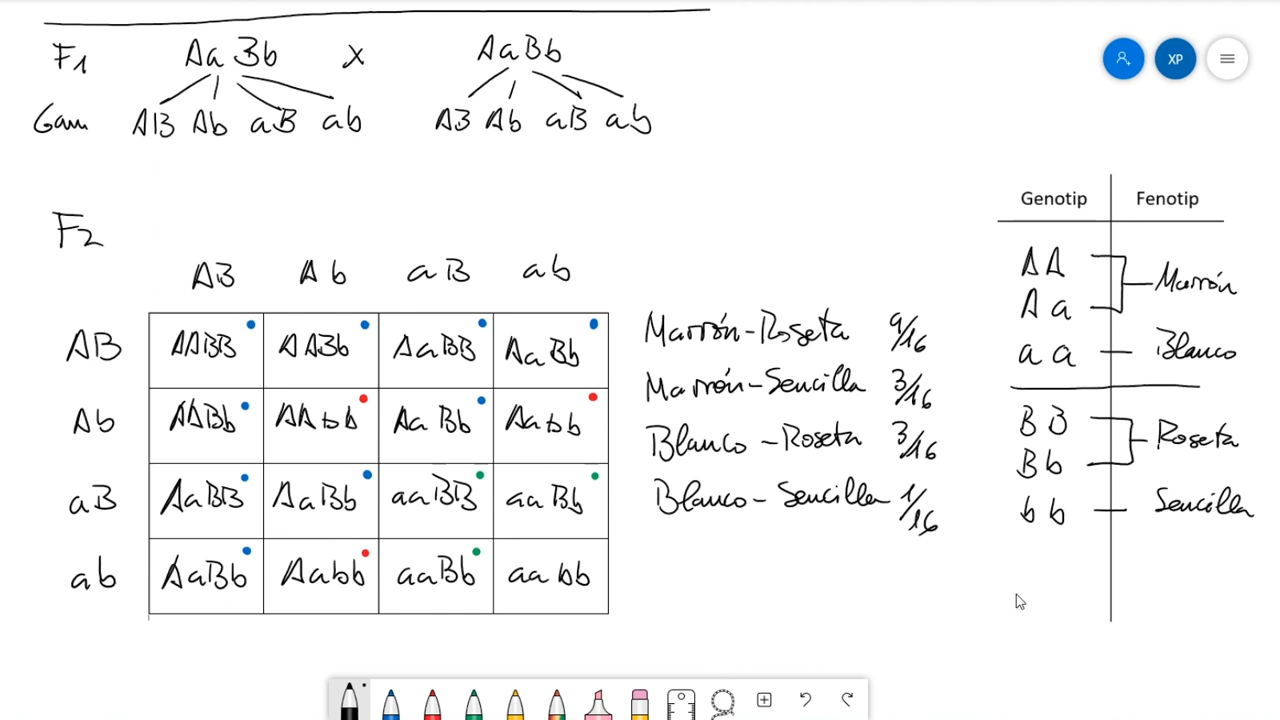 F1 Aa Bb x AaBb
XP
Gam AB Ab aB ab AB Ab aB ab
Genotip Fenotip
F2
AA Marrón
Aa
aa Blanco
AB Ab aB ab
AB AABB AABb AaBB AaBb
Ab AABb AAbb AaBb Aabb
aB AaBB AaBb aaBB aaBb
ab AaBb Aabb aaBb aabb
Marrón-Roseta 9/16
Marrón-Sencilla 3/16
Blanco-Roseta 3/16
Blanco-Sencilla 1/16
BB Roseta
Bb
bb Sencilla